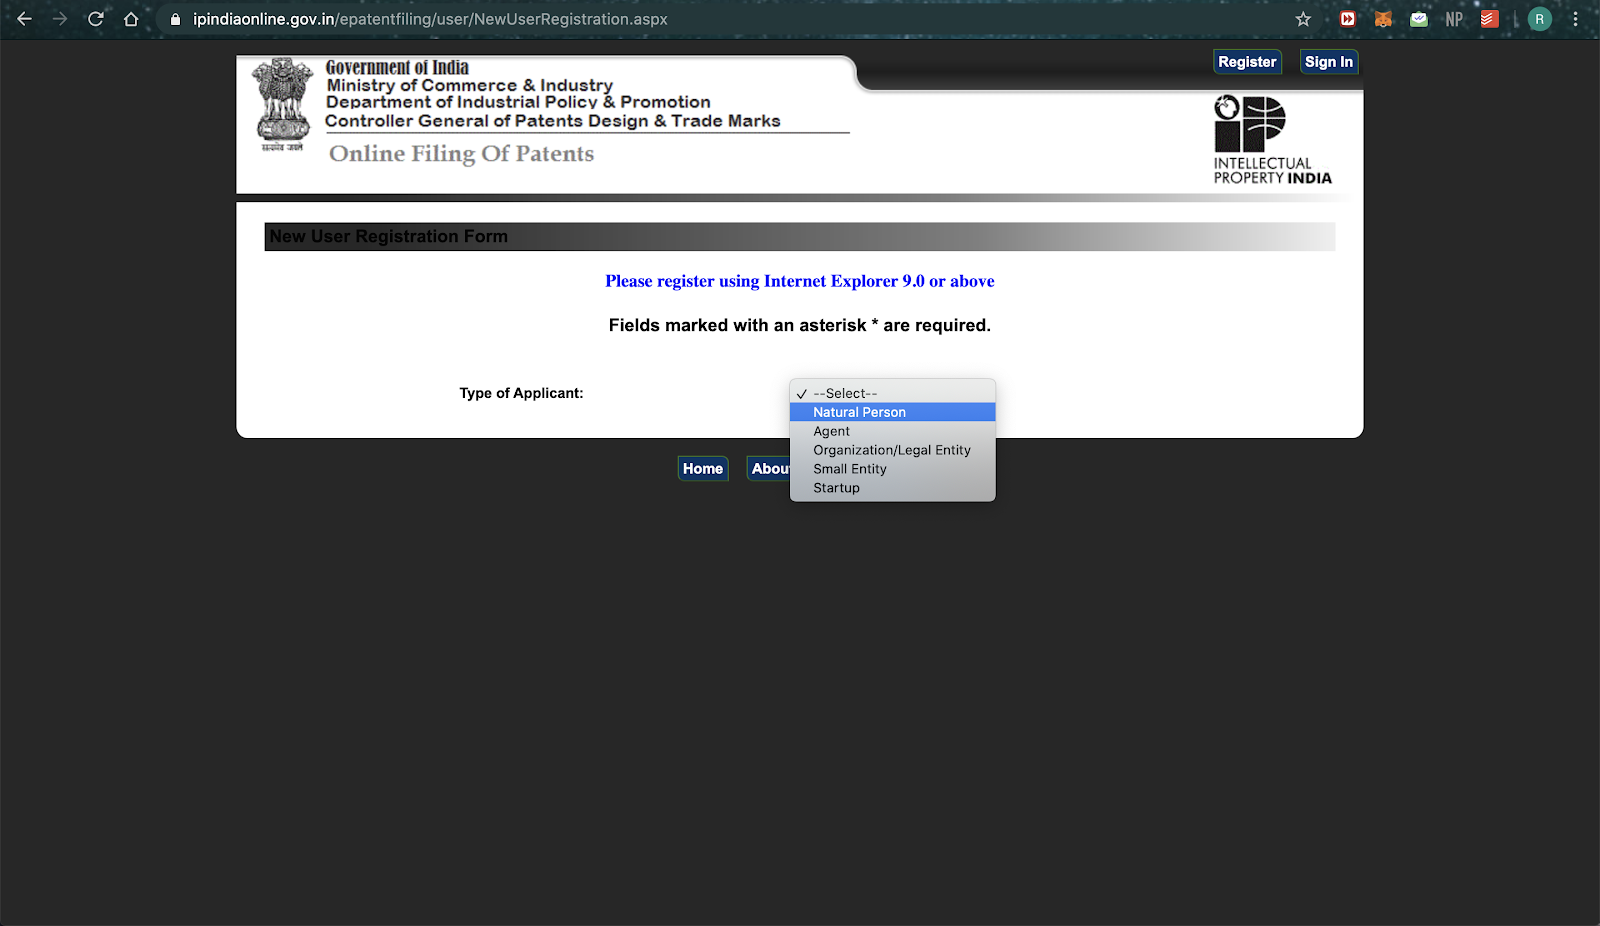 ipindiaonline.gov.in/epatentfiling/user/NewUserRegistration.aspx
NP
R
Register
Sign In
Government of India
Ministry of Commerce & Industry
Department of Industrial Policy & Promotion
Controller General of Patents Design & Trade Marks
सत्यमेव जयते
Online Filing Of Patents
INTELLECTUAL
PROPERTY INDIA
New User Registration Form
Please register using Internet Explorer 9.0 or above
Fields marked with an asterisk * are required.
Type of Applicant:
--Select--
Natural Person
Agent
Organization/Legal Entity
Small Entity
Startup
Home
Abou